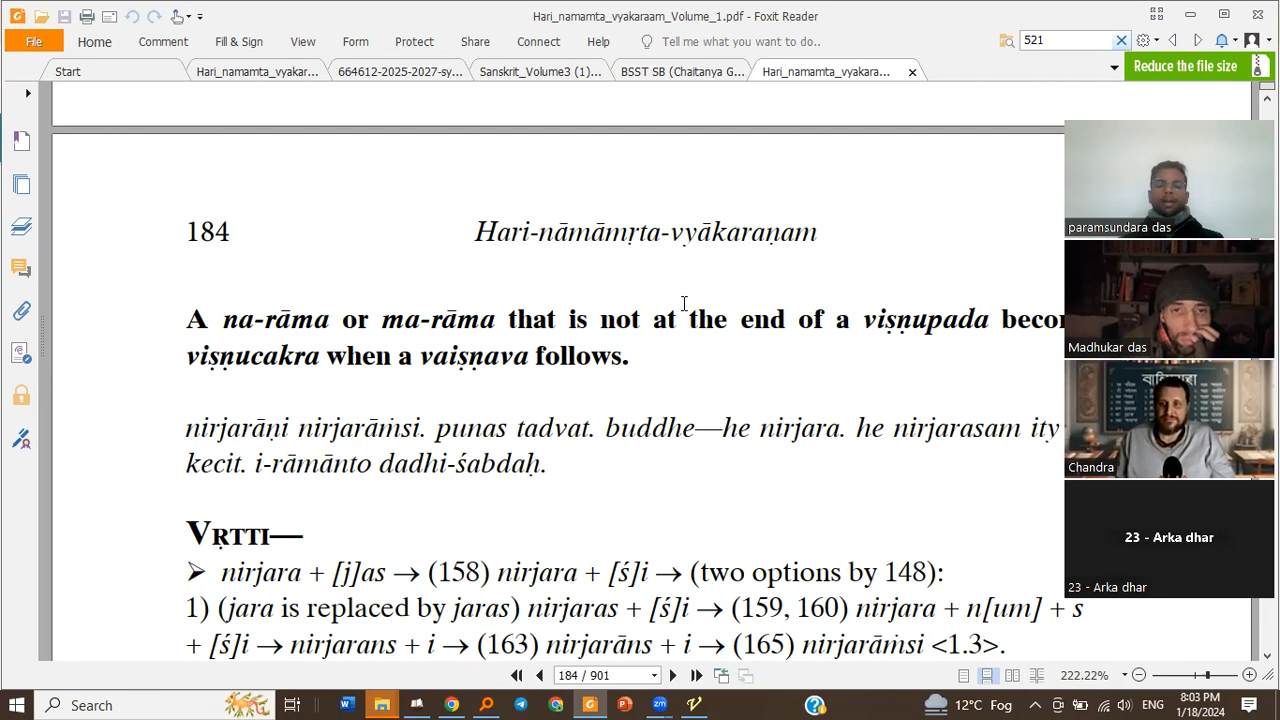 Hari_namamta_vyakaraam_Volume_1.pdf - Foxit Reader
File Home Comment Fill & Sign View Form Protect Share Connect Help Tell me what you want to do.. 521
Start Hari_namamta_vyakar... 664612-2025-2027-sy... Sanskrit_Volume3 (1)... BSST SB (Chaitanya G... Hari_namamta_vyakara... Reduce the file size
184 Hari-nāmāmṛta-vyākaraṇam
A na-rāma or ma-rāma that is not at the end of a viṣṇupada becom
viṣṇucakra when a vaiṣṇava follows.
nirjarāṇi nirjarāṁsi. punas tadvat. buddhe—he nirjara. he nirjarasam ity
kecit. i-rāmānto dadhi-śabdaḥ.
VṚTTI—
➢ nirjara + [j]as → (158) nirjara + [ś]i → (two options by 148):
1) (jara is replaced by jaras) nirjaras + [ś]i → (159, 160) nirjara + n[um] + s
+ [ś]i → nirjarans + i → (163) nirjarāns + i → (165) nirjarāṁsi <1.3>.
paramsundara das
Madhukar das
Chandra
23 - Arka dhar
23 - Arka dhar
184 / 901 222.22%
Search 12°C Fog ENG 8:03 PM
1/18/2024